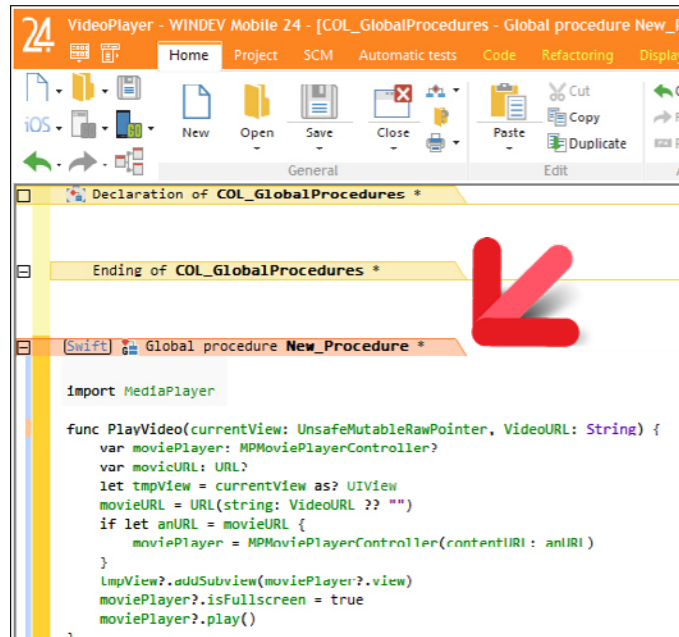 24 VideoPlayer - WINDEV Mobile 24 - [COL_GlobalProcedures - Global procedure New_P
Home Project SCM Automatic tests Code Refactoring Display
iOS New Open Save Close Paste Cut
Copy
GO GO Duplicate
General Edit
Declaration of COL_GlobalProcedures *
Ending of COL_GlobalProcedures *
Swift Global procedure New_Procedure *
import MediaPlayer
func PlayVideo(currentView: UnsafeMutableRawPointer, VideoURL: String) {
var moviePlayer: MPMoviePlayerController?
var movieURL: URL?
let tmpView = currentView as? UIView
movieURL = URL(string: VideoURL ?? "")
if let anURL = movieURL {
moviePlayer = MPMoviePlayerController(contentURL: anURL)
}
tmpView?.addSubview(moviePlayer?.view)
moviePlayer?.isFullscreen = true
moviePlayer?.play()
}